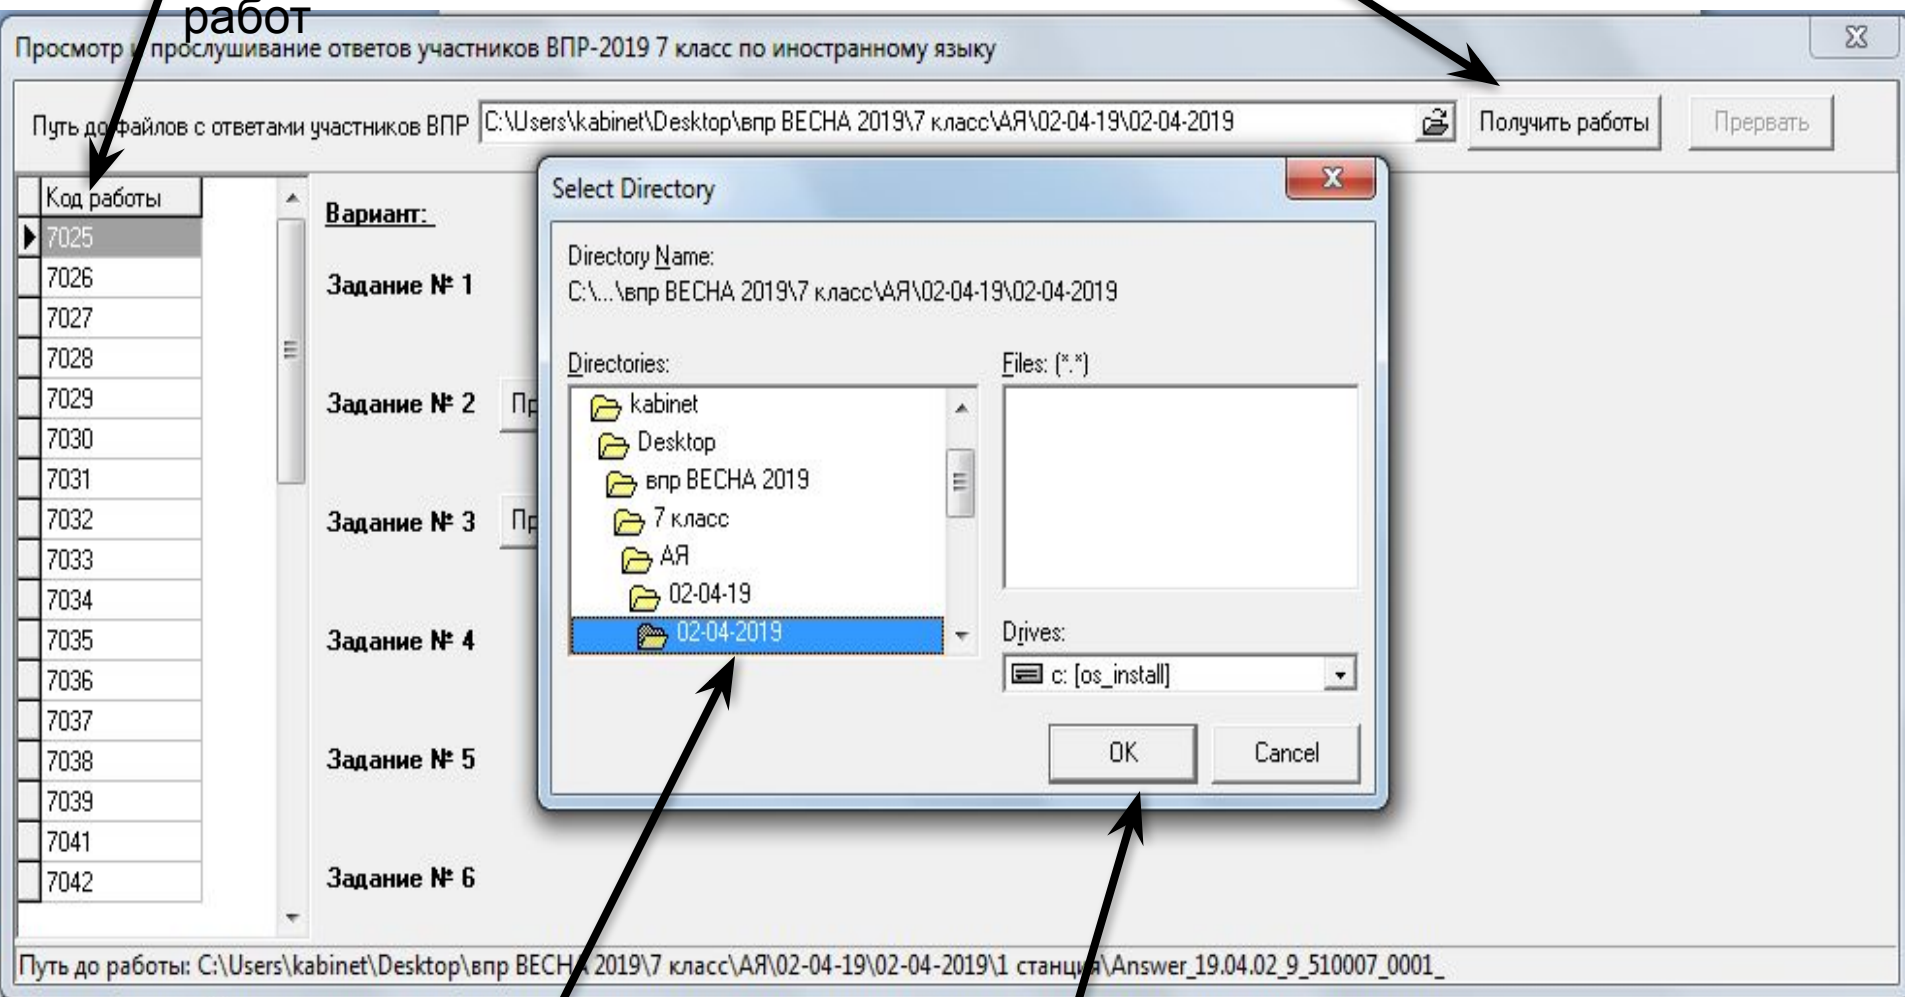 работ
Просмотр и прослушивание ответов участников ВПР-2019 7 класс по иностранному языку
Путь до файлов с ответами участников ВПР C:\Users\kabinet\Desktop\впр ВЕСНА 2019\7 класс\АЯ\02-04-19\02-04-2019 Получить работы Прервать
Код работы
7025
7026
7027
7028
7029
7030
7031
7032
7033
7034
7035
7036
7037
7038
7039
7041
7042
Вариант:
Задание № 1
Задание № 2 Пр
Задание № 3 Пр
Задание № 4
Задание № 5
Задание № 6
Select Directory
Directory Name:
C:\...\впр ВЕСНА 2019\7 класс\АЯ\02-04-19\02-04-2019
Directories:
kabinet
Desktop
впр ВЕСНА 2019
7 класс
АЯ
02-04-19
02-04-2019
Files: (*.*)
Drives:
c: [os_install]
OK Cancel
Путь до работы: C:\Users\kabinet\Desktop\впр ВЕСНА 2019\7 класс\АЯ\02-04-19\02-04-2019\1 станция\Answer_19.04.02_9_510007_0001_